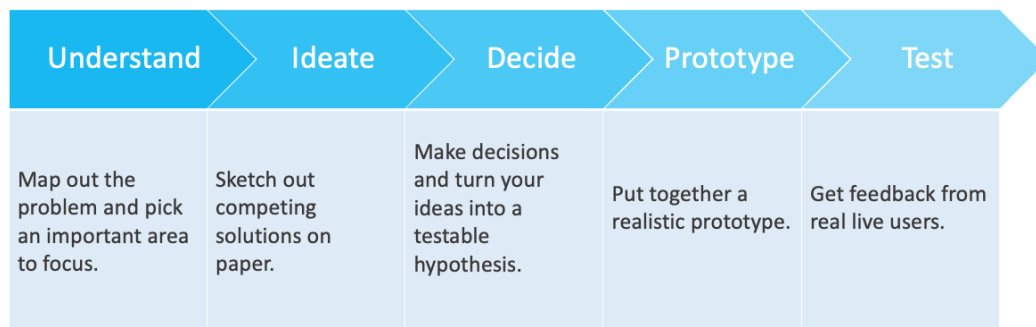 Understand
Ideate
Decide
Prototype
Test
Map out the
problem and pick
an important area
to focus.
Sketch out
competing
solutions on
paper.
Make decisions
and turn your
ideas into a
testable
hypothesis.
Put together a
realistic prototype.
Get feedback from
real live users.